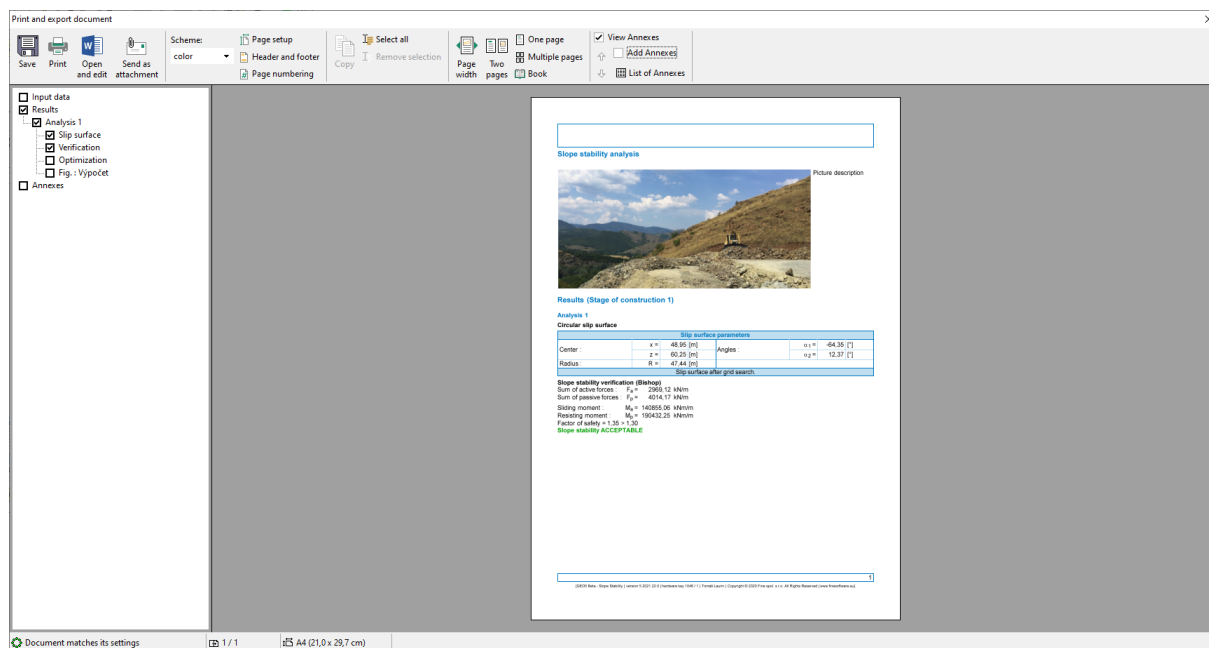 Print and export document
Save
Print
Open and edit
Send as attachment
Scheme:
color
Page setup
Header and footer
Page numbering
Copy
Select all
Remove selection
Page width
Two pages
One page
Multiple pages
Book
View Annexes
Add Annexes
List of Annexes
Input data
Results
Analysis 1
Slip surface
Verification
Optimization
Fig. : Výpočet
Annexes
Slope stability analysis
Picture description
Results (Stage of construction 1)
Analysis 1
Circular slip surface
Slip surface parameters
Center : x = 48,95 [m] Angles : α1 = -64,35 [°]
z = 60,25 [m] α2 = 12,37 [°]
Radius : R = 47,44 [m]
Slip surface after grid search.
Slope stability verification (Bishop)
Sum of active forces : Fa = 2969,12 kN/m
Sum of passive forces : Fp = 4014,17 kN/m
Sliding moment : Ma = 140855,06 kNm/m
Resisting moment : Mp = 190432,25 kNm/m
Factor of safety = 1,35 > 1,30
Slope stability ACCEPTABLE
1
Document matches its settings
1 / 1
A4 (21,0 x 29,7 cm)